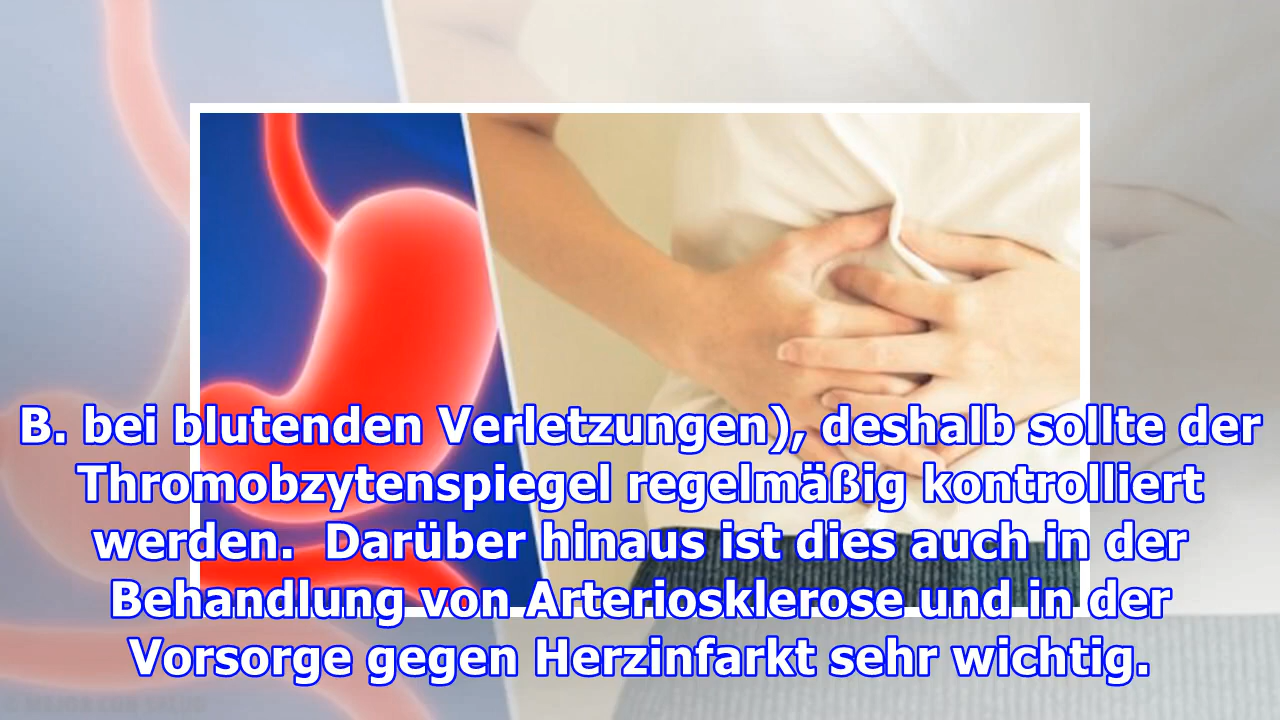 B. bei blutenden Verletzungen), deshalb sollte der
Thromobzytenspiegel regelmäßig kontrolliert
werden.  Darüber hinaus ist dies auch in der
Behandlung von Arteriosklerose und in der
Vorsorge gegen Herzinfarkt sehr wichtig.